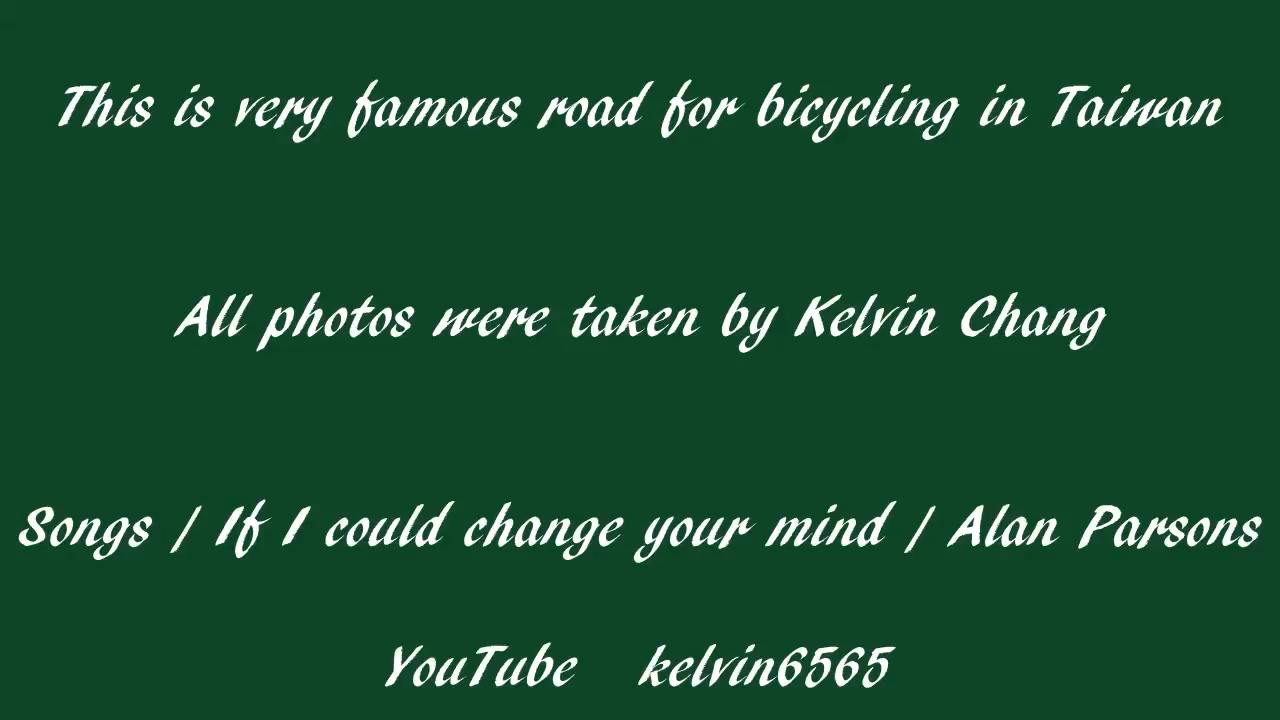 This is very famous road for bicycling in Taiwan
All photos were taken by Kelvin Chang
Songs / If I could change your mind / Alan Parsons
YouTube kelvin6565